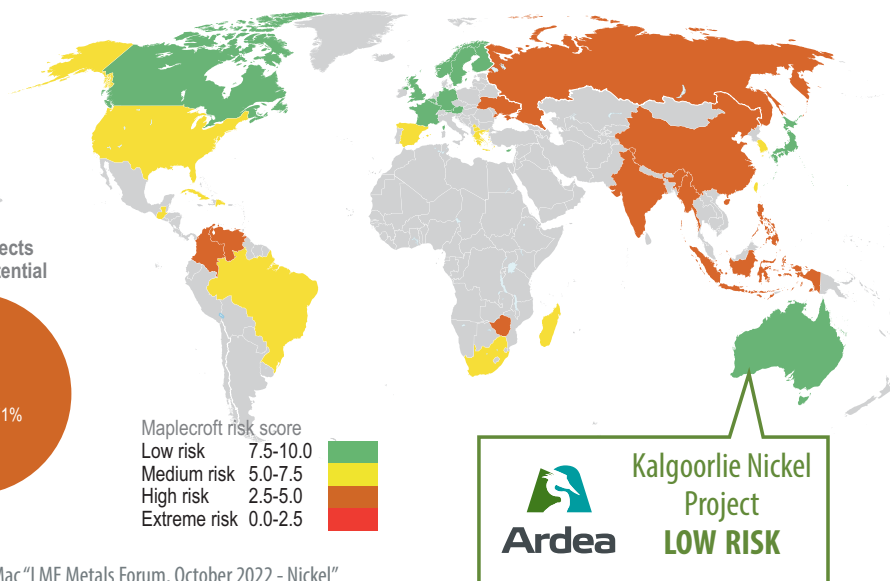 ects
ential
1%
Maplecroft risk score
Low risk 7.5-10.0
Medium risk 5.0-7.5
High risk 2.5-5.0
Extreme risk 0.0-2.5
Ardea
Kalgoorlie Nickel
Project
LOW RISK
Mac "LME Metals Forum, October 2022 - Nickel"